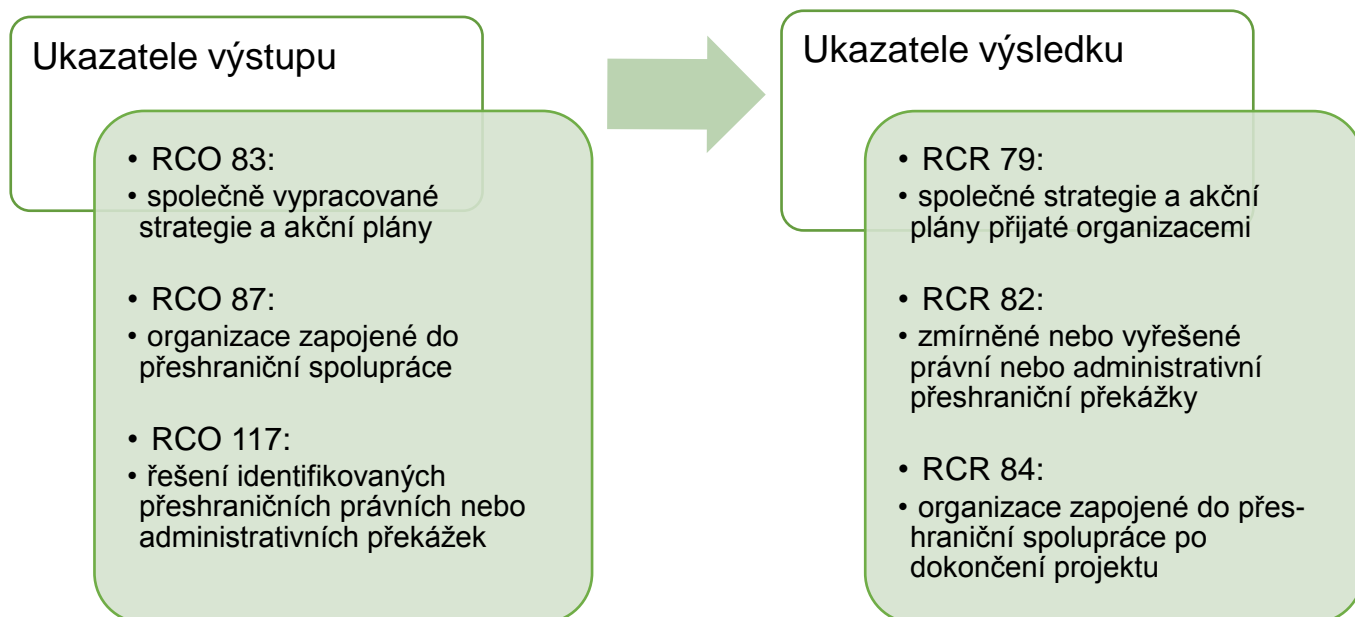 Ukazatele výstupu
• RCO 83:
• společně vypracované
strategie a akční plány
• RCO 87:
• organizace zapojené do
přeshraniční spolupráce
• RCO 117:
• řešení identifikovaných
přeshraničních právních nebo
administrativních překážek
Ukazatele výsledku
• RCR 79:
• společné strategie a akční
plány přijaté organizacemi
• RCR 82:
• zmírněné nebo vyřešené
právní nebo administrativní
přeshraniční překážky
• RCR 84:
• organizace zapojené do přes-
hraniční spolupráce po
dokončení projektu